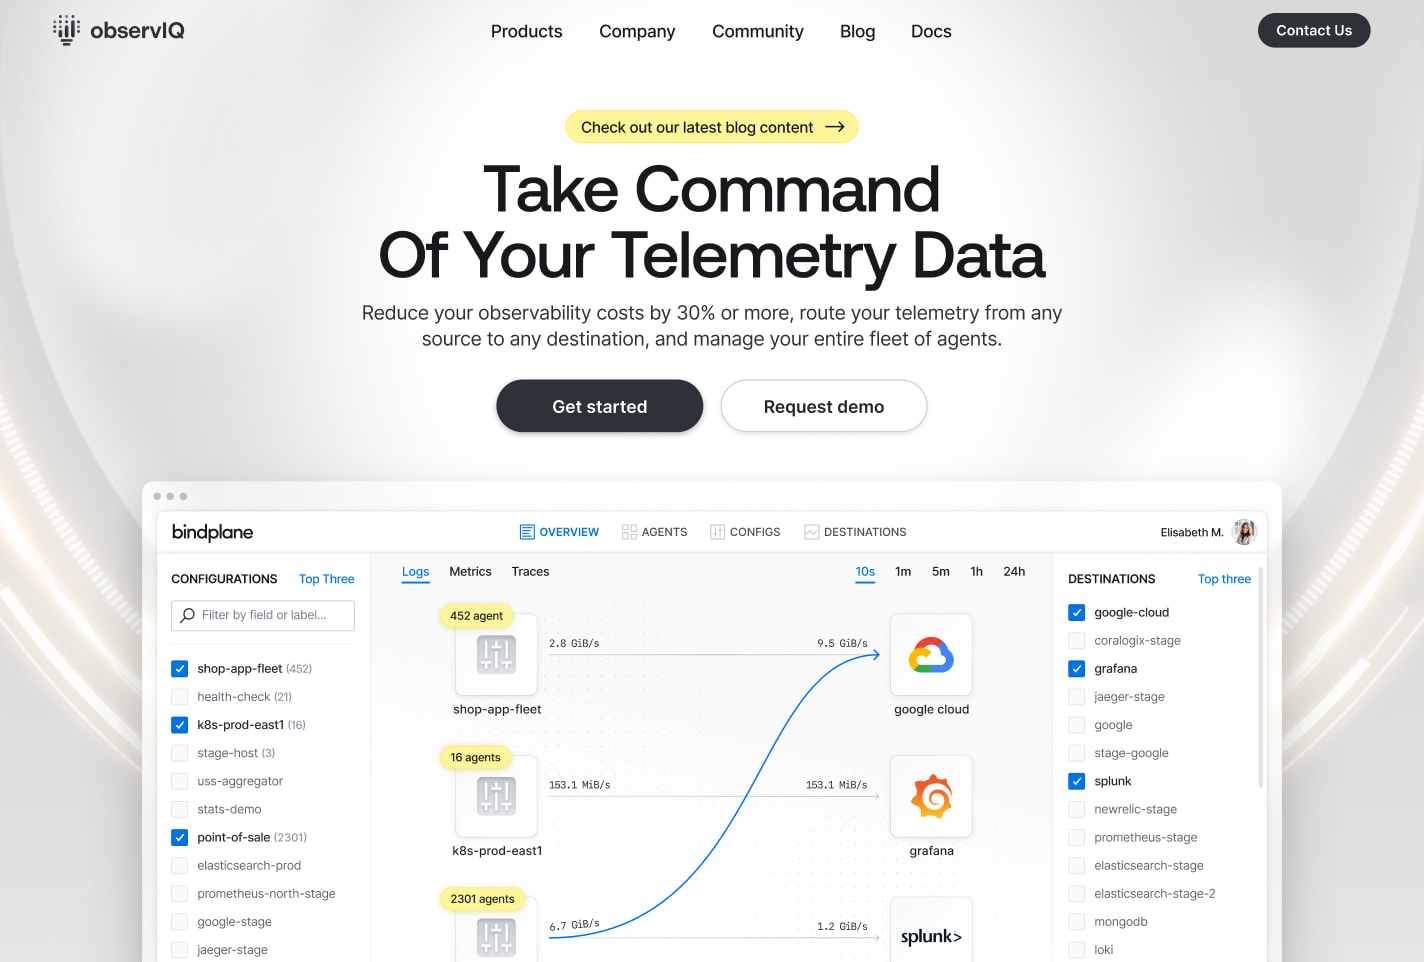 observIQ
Products
Company
Community
Blog
Docs
Contact Us
Check out our latest blog content
Take Command
Of Your Telemetry Data
Reduce your observability costs by 30% or more, route your telemetry from any
source to any destination, and manage your entire fleet of agents.
Get started
Request demo
bindplane
OVERVIEW
AGENTS
CONFIGS
DESTINATIONS
Elisabeth M.
CONFIGURATIONS
Top Three
Filter by field or label...
shop-app-fleet (452)
health-check (21)
k8s-prod-east1 (16)
stage-host (3)
uss-aggregator
stats-demo
point-of-sale (2301)
elasticsearch-prod
prometheus-north-stage
google-stage
jaeger-stage
Logs
Metrics
Traces
10s
1m
5m
1h
24h
452 agent
2.8 GiB/s
9.5 GiB/s
shop-app-fleet
google cloud
16 agents
153.1 MiB/s
153.1 MiB/s
k8s-prod-east1
grafana
2301 agents
6.7 GiB/s
1.2 GiB/s
splunk>
DESTINATIONS
Top three
google-cloud
coralogix-stage
grafana
jaeger-stage
google
stage-google
splunk
newrelic-stage
prometheus-stage
elasticsearch-stage
elasticsearch-stage-2
mongodb
loki